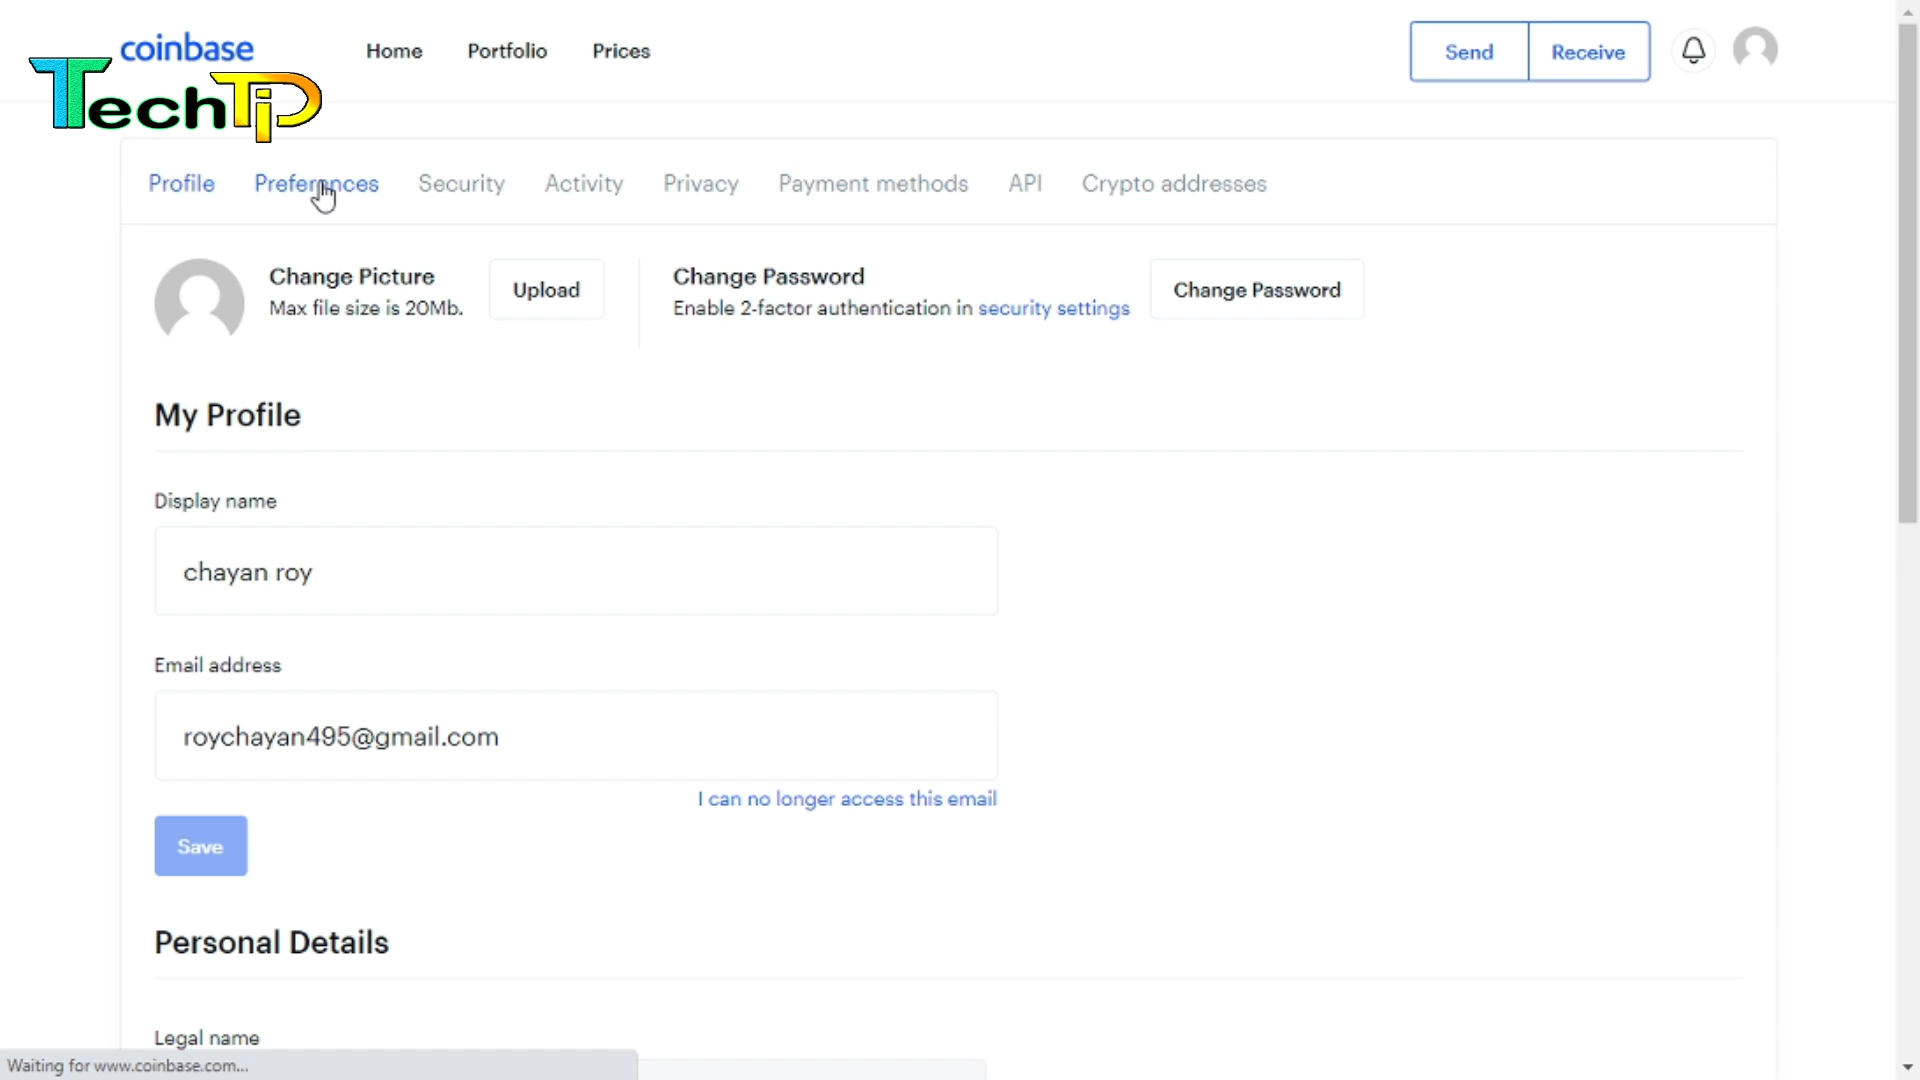 coinbase
Home Portfolio Prices
Send Receive
TechTip
Profile Preferences Security Activity Privacy Payment methods API Crypto addresses
Change Picture
Max file size is 20Mb.
Upload
Change Password
Enable 2-factor authentication in security settings
Change Password
My Profile
Display name
chayan roy
Email address
roychayan495@gmail.com
I can no longer access this email
Save
Personal Details
Legal name
Waiting for www.coinbase.com...